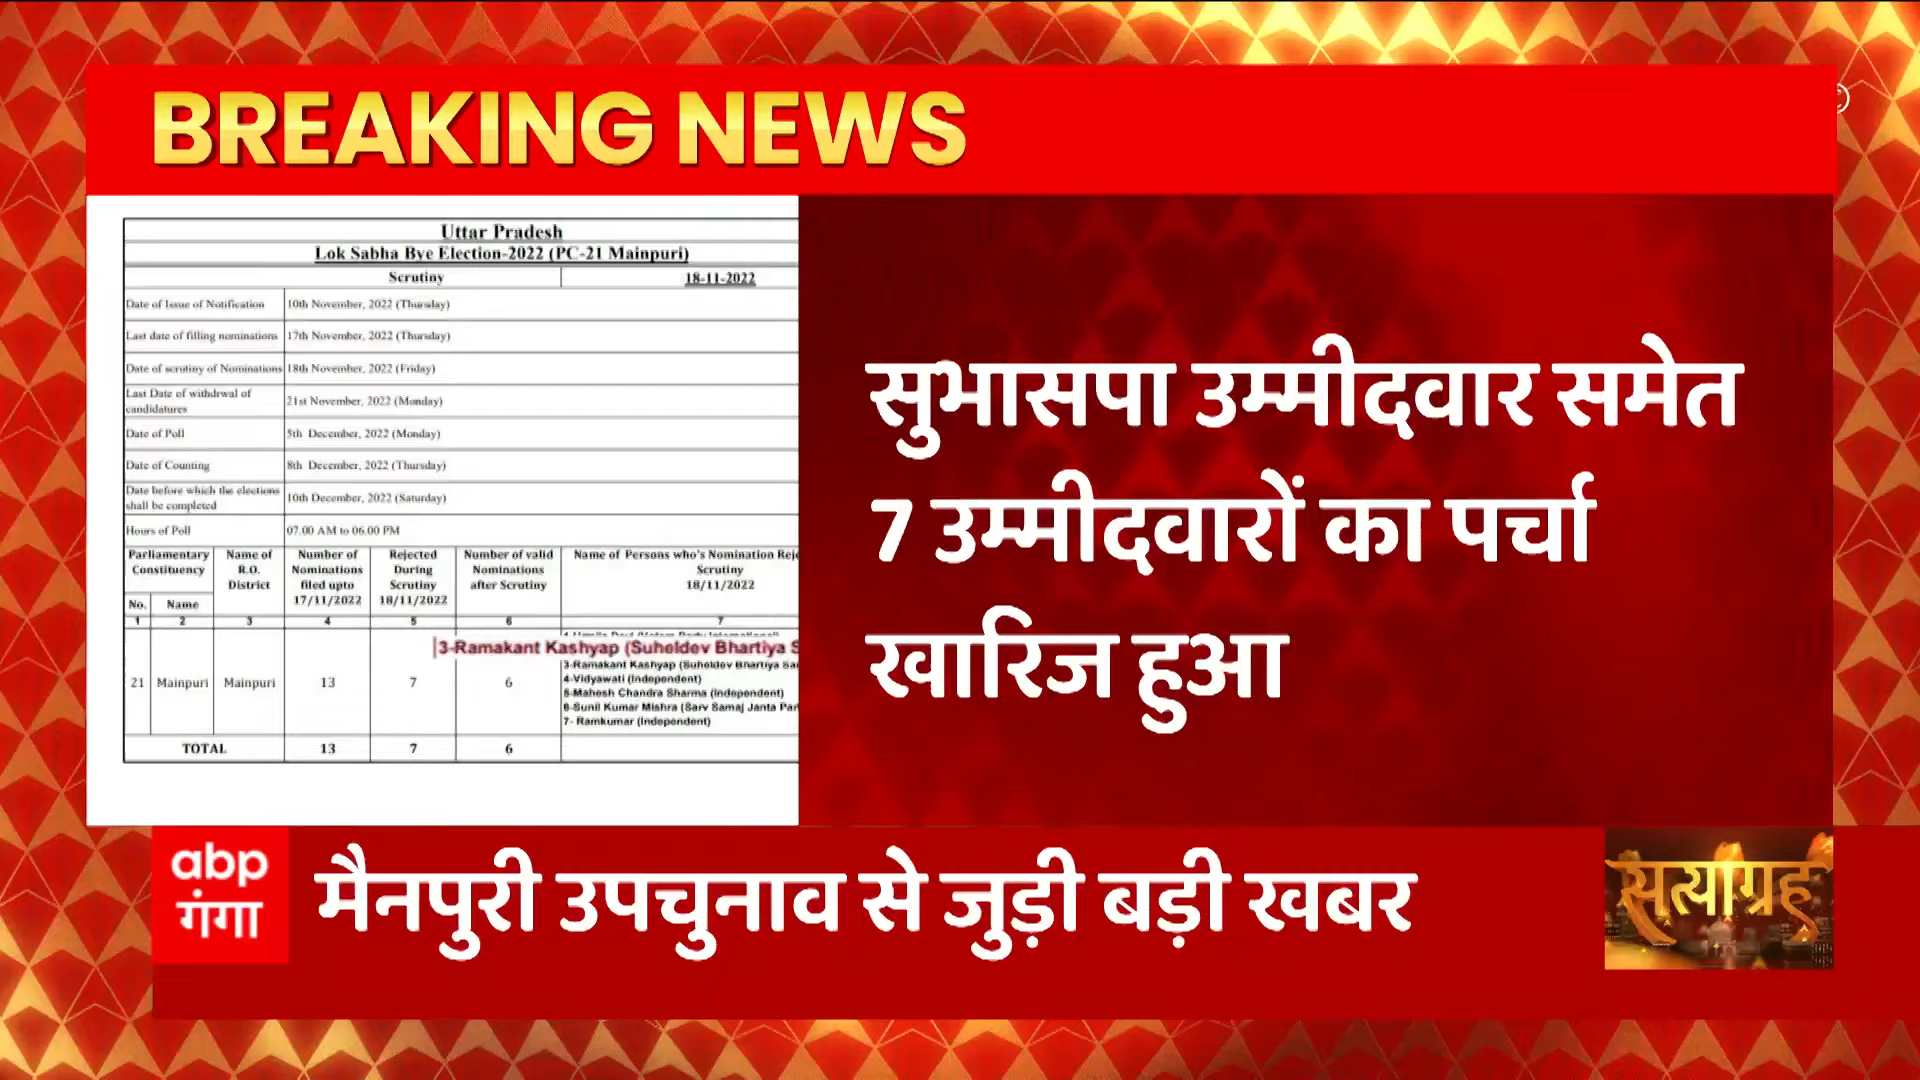 BREAKING NEWS
Uttar Pradesh
Lok Sabha Bye Election-2022 (PC-21 Mainpuri)
Scrutiny 18-11-2022
Date of Issue of Notification 10th November, 2022 (Thursday)
Last date of filling nominations 17th November, 2022 (Thursday)
Date of scrutiny of Nominations 18th November, 2022 (Friday)
Last Date of withdrwal of
candidatures
21st November, 2022 (Monday)
Date of Poll 5th December, 2022 (Monday)
Date of Counting 8th December, 2022 (Thursday)
Date before which the elections
shall be completed
10th December, 2022 (Saturday)
Hours of Poll 07.00 AM to 06.00 PM
Parliamentary
Constituency
Name of
R.O.
District
Number of
Nominations
filed upto
17/11/2022
Rejected
During
Scrutiny
18/11/2022
Number of valid
Nominations
after Scrutiny
Name of Persons who's Nomination Reje
Scrutiny
18/11/2022
No. Name
1 2 3 4 5 6 7
3-Ramakant Kashyap (Suheldev Bhartiya S
3-Ramakant Kashyap (Suheldev Bhartiya Sa
4-Vidyawati (Independent)
5-Mahesh Chandra Sharma (Independent)
6-Sunil Kumar Mishra (Sarv Samaj Janta Par
7- Ramkumar (Independent)
21 Mainpuri Mainpuri 13 7 6
TOTAL 13 7 6
सुभासपा उम्मीदवार समेत
7 उम्मीदवारों का पर्चा
खारिज हुआ
abp
गंगा
मैनपुरी उपचुनाव से जुड़ी बड़ी खबर
सत्याग्रह